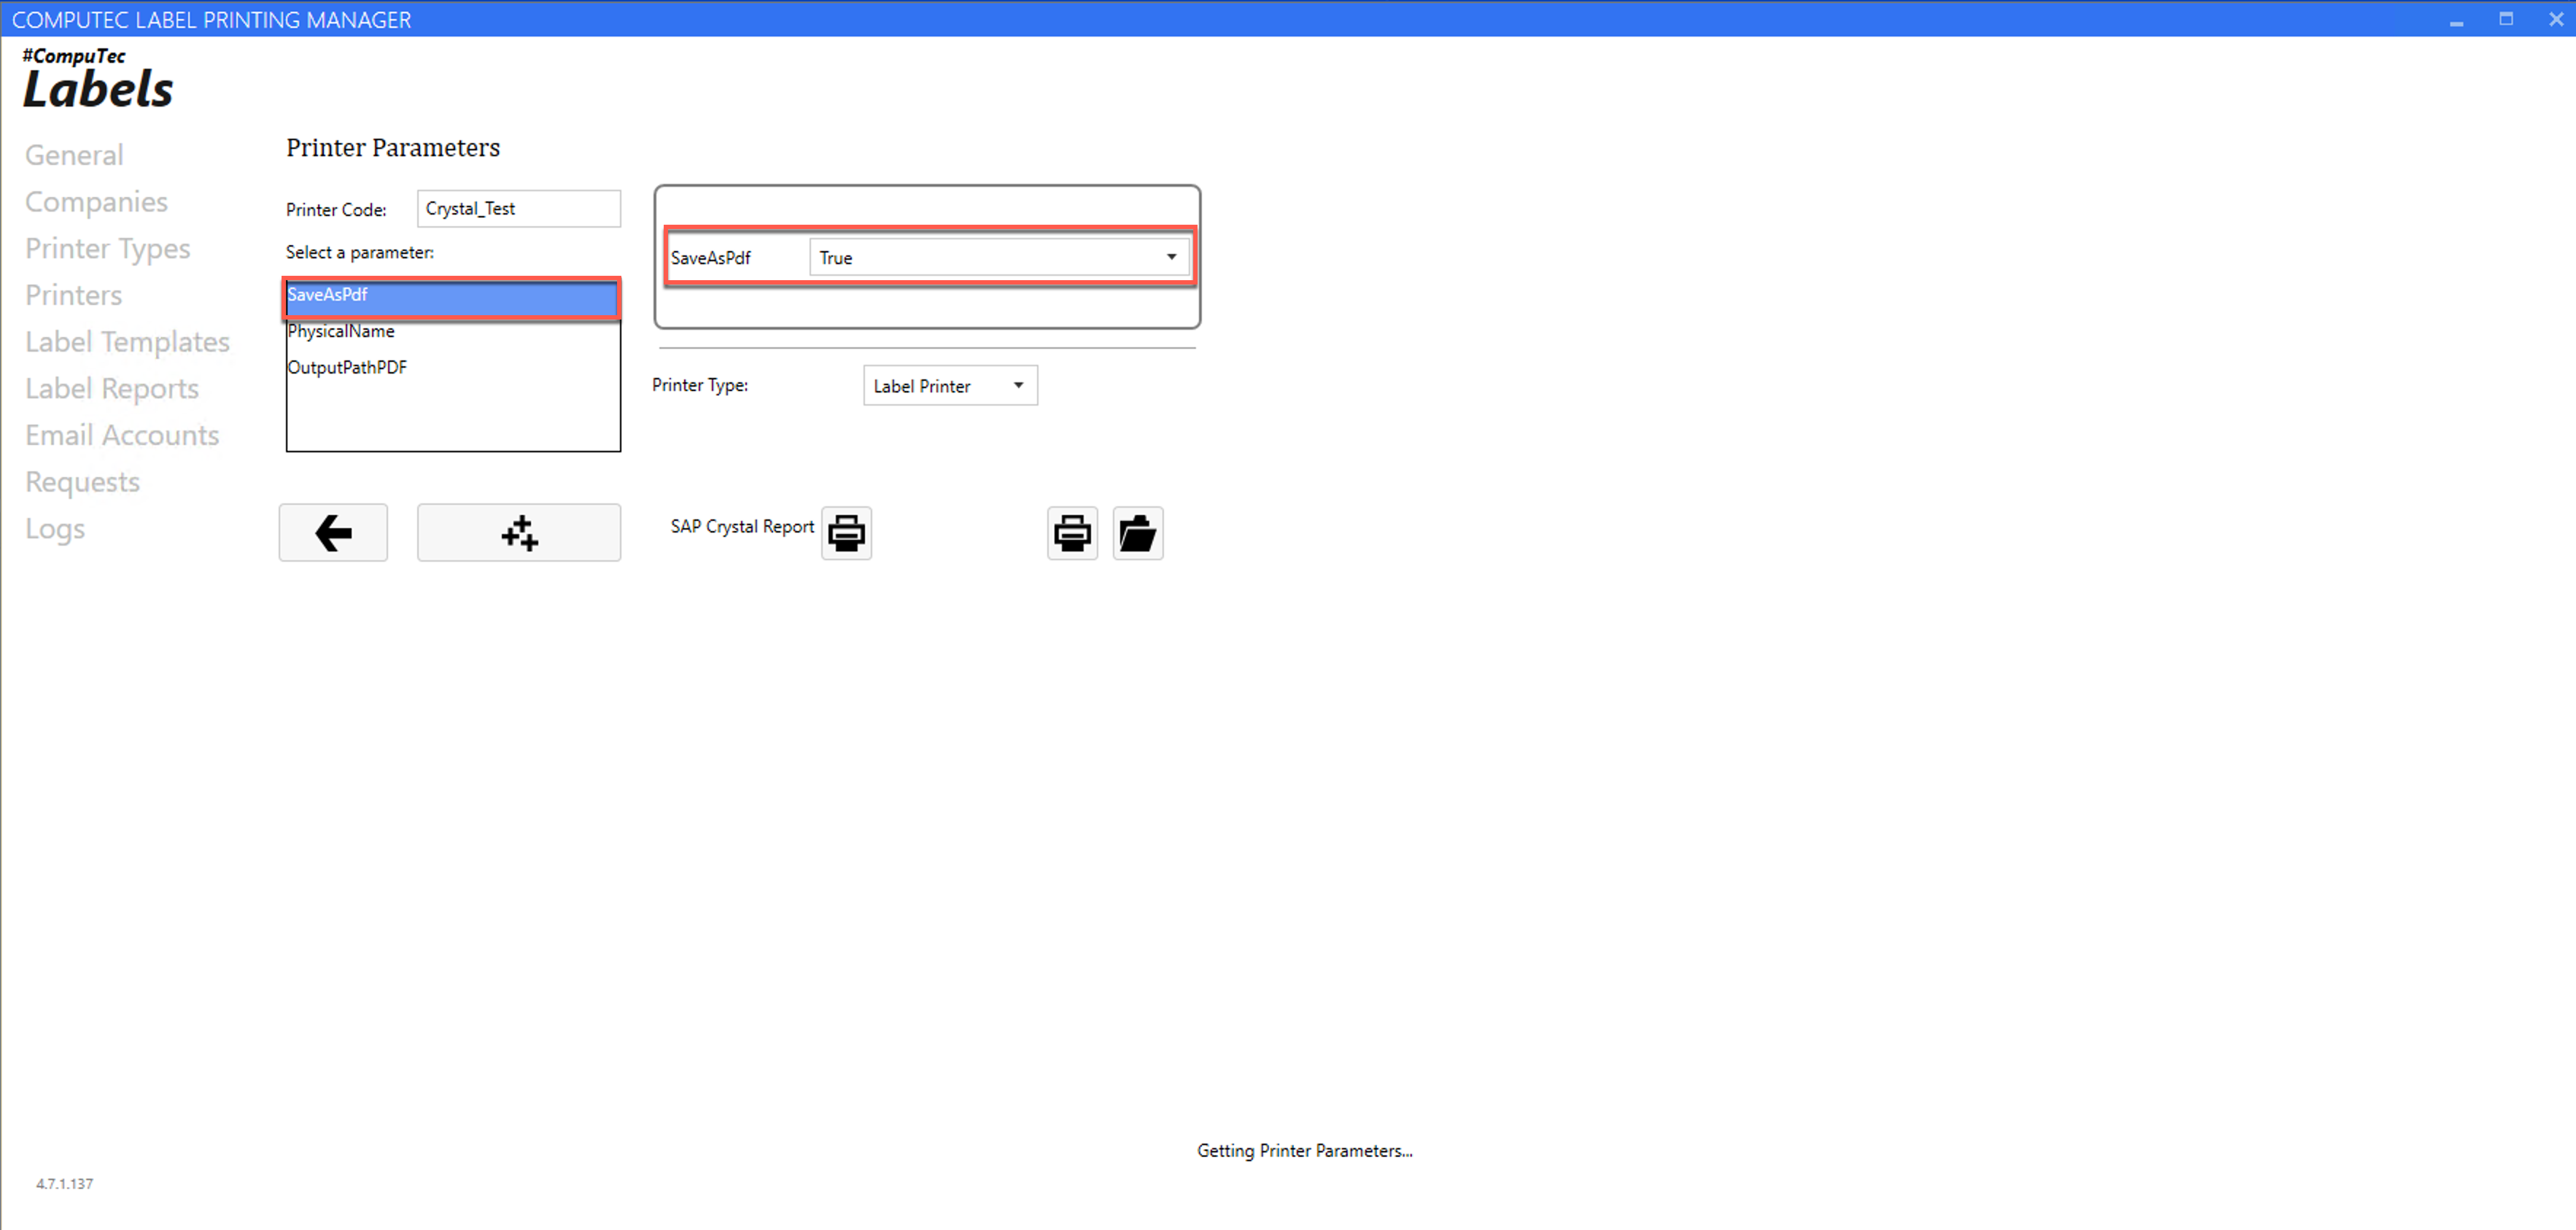 COMPUTEC LABEL PRINTING MANAGER
#CompuTec
Labels
General
Companies
Printer Types
Printers
Label Templates
Label Reports
Email Accounts
Requests
Logs
Printer Parameters
Printer Code: Crystal_Test
Select a parameter:
SaveAsPdf
PhysicalName
OutputPathPDF
SaveAsPdf True
Printer Type: Label Printer
SAP Crystal Report
Getting Printer Parameters...
4.7.1.137